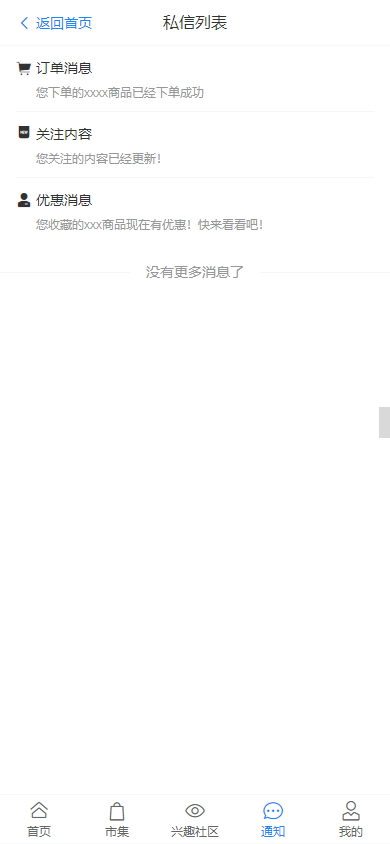 返回首页
私信列表
订单消息
您下单的xxxx商品已经下单成功
关注内容
您关注的内容已经更新！
优惠消息
您收藏的xxx商品现在有优惠！快来看看吧！
没有更多消息了
首页
市集
兴趣社区
通知
我的